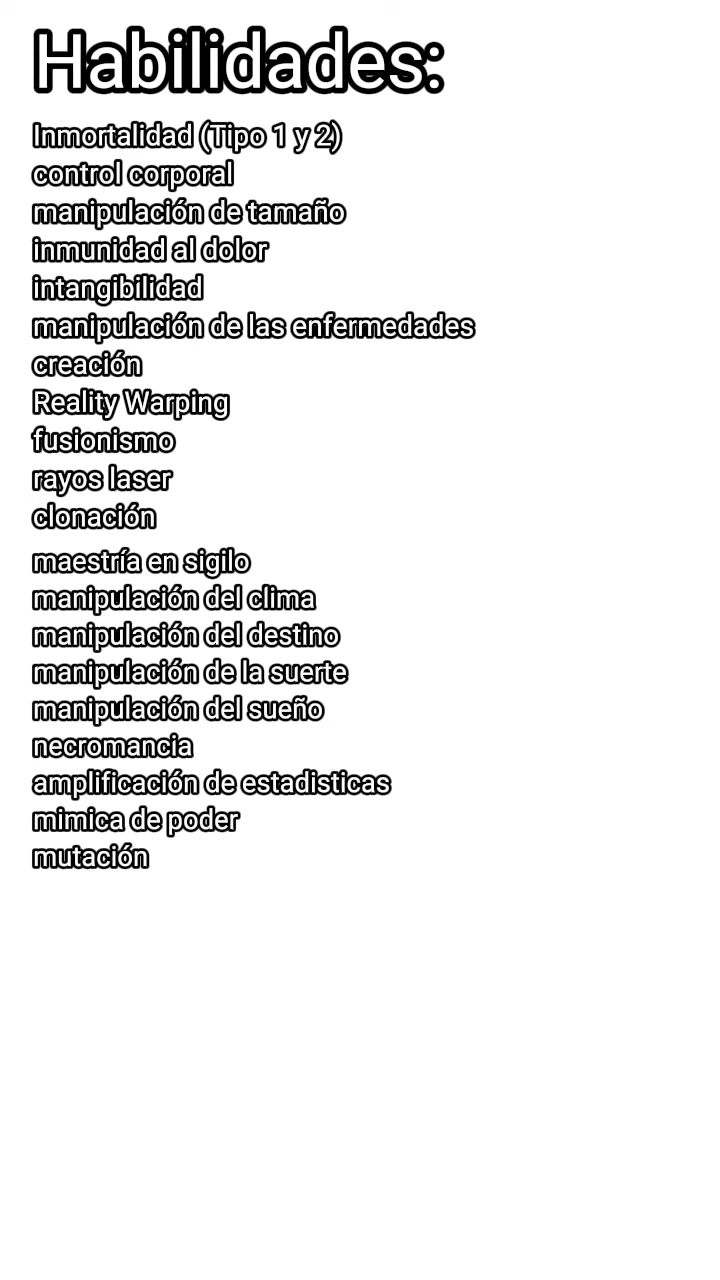 Habilidades:
Inmortalidad (Tipo 1 y 2)
control corporal
manipulación de tamaño
inmunidad al dolor
intangibilidad
manipulación de las enfermedades
creación
Reality Warping
fusionismo
rayos laser
clonación
maestría en sigilo
manipulación del clima
manipulación del destino
manipulación de la suerte
manipulación del sueño
necromancia
amplificación de estadisticas
mimica de poder
mutación